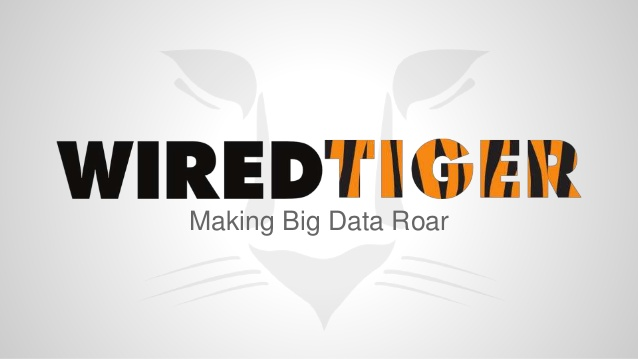 WIREDTIGER
Making Big Data Roar